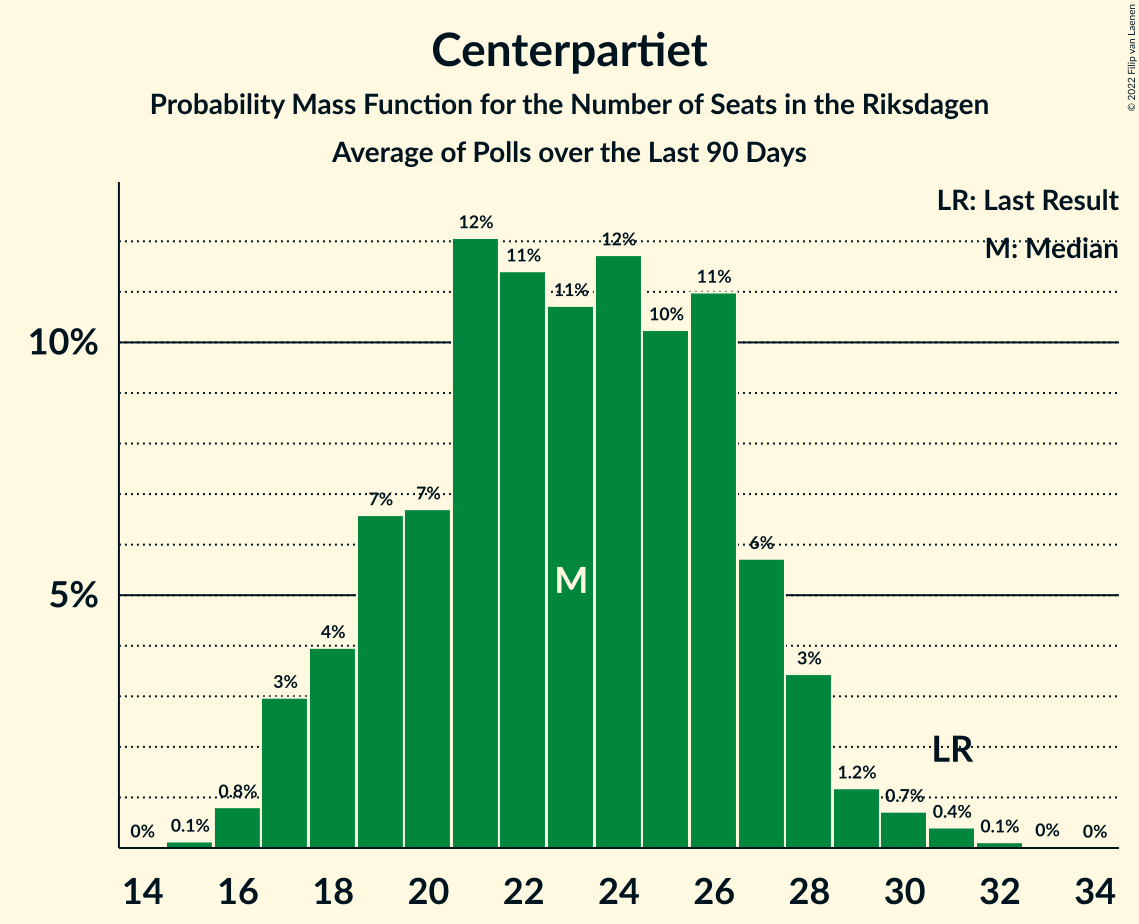 Centerpartiet
Probability Mass Function for the Number of Seats in the Riksdagen
Average of Polls over the Last 90 Days
© 2022 Filip van Laenen
LR: Last Result
M: Median
10%
5%
0%
0.1%
0.8%
3%
4%
7%
7%
12%
11%
11%
12%
10%
11%
6%
3%
1.2%
0.7%
0.4%
0.1%
0%
0%
M
LR
14 16 18 20 22 24 26 28 30 32 34